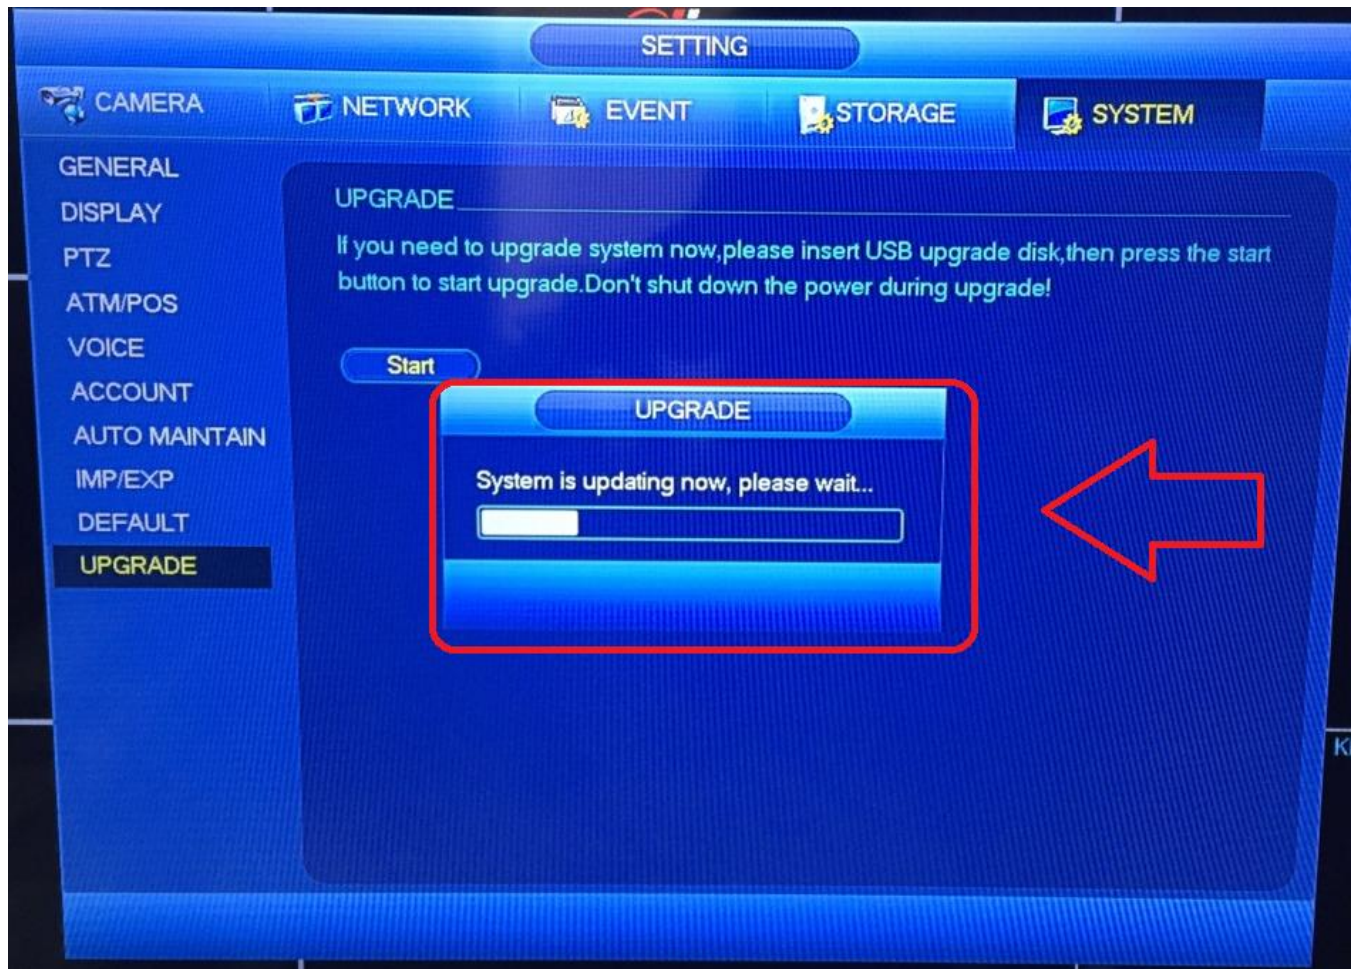 SETTING
CAMERA NETWORK EVENT STORAGE SYSTEM
GENERAL
DISPLAY
PTZ
ATM/POS
VOICE
ACCOUNT
AUTO MAINTAIN
IMP/EXP
DEFAULT
UPGRADE
UPGRADE
If you need to upgrade system now,please insert USB upgrade disk,then press the start
button to start upgrade.Don't shut down the power during upgrade!
Start
UPGRADE
System is updating now, please wait...